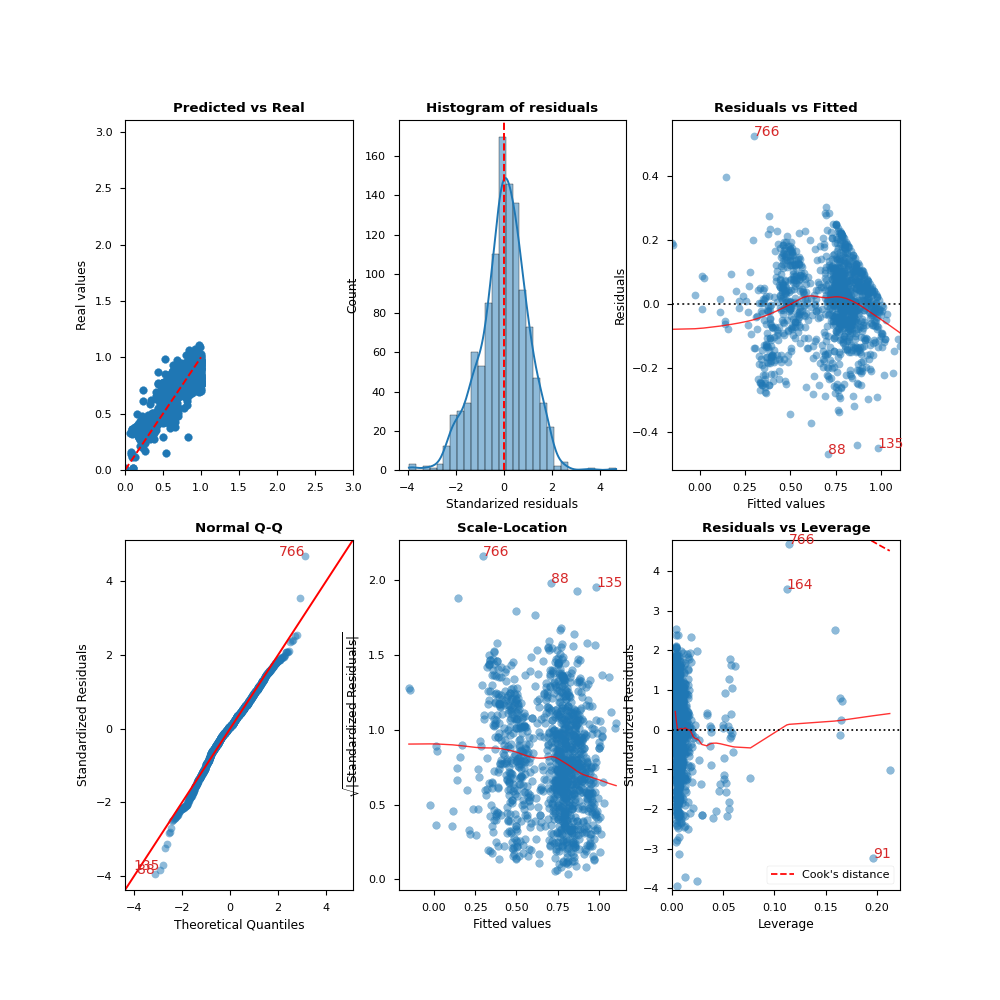 Predicted vs Real
Real values
3.0
2.5
2.0
1.5
1.0
0.5
0.0
0.0 0.5 1.0 1.5 2.0 2.5 3.0
Histogram of residuals
Count
160
140
120
100
80
60
40
20
0
−4 −2 0 2 4
Standarized residuals
Residuals vs Fitted
Residuals
0.4
0.2
0.0
−0.2
−0.4
766
88
135
0.00 0.25 0.50 0.75 1.00
Fitted values
Normal Q-Q
Standardized Residuals
4
2
0
−2
−4
766
135
88
−4 −2 0 2 4
Theoretical Quantiles
Scale-Location
√|Standardized Residuals|
2.0
1.5
1.0
0.5
0.0
766
88
135
0.00 0.25 0.50 0.75 1.00
Fitted values
Residuals vs Leverage
Standardized Residuals
4
3
2
1
0
−1
−2
−3
−4
766
164
91
Cook's distance
0.00 0.05 0.10 0.15 0.20
Leverage